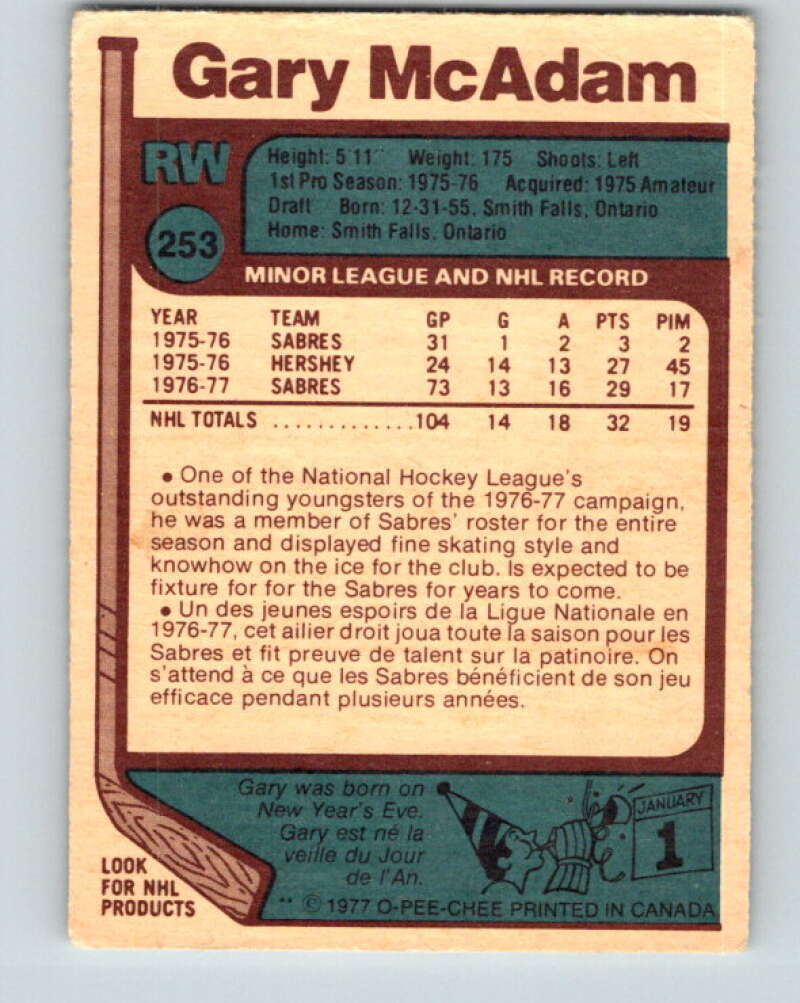 Gary McAdam
RW
Height: 5'11" Weight: 175 Shoots: Left
1st Pro Season: 1975-76 Acquired: 1975 Amateur
Draft Born: 12-31-55, Smith Falls, Ontario
Home: Smith Falls, Ontario
253
MINOR LEAGUE AND NHL RECORD
YEAR TEAM GP G A PTS PIM
1975-76 SABRES 31 1 2 3 2
1975-76 HERSHEY 24 14 13 27 45
1976-77 SABRES 73 13 16 29 17
NHL TOTALS .............104 14 18 32 19
• One of the National Hockey League's
outstanding youngsters of the 1976-77 campaign,
he was a member of Sabres' roster for the entire
season and displayed fine skating style and
knowhow on the ice for the club. Is expected to be
fixture for for the Sabres for years to come.
• Un des jeunes espoirs de la Ligue Nationale en
1976-77, cet ailier droit joua toute la saison pour les
Sabres et fit preuve de talent sur la patinoire. On
s'attend à ce que les Sabres bénéficient de son jeu
efficace pendant plusieurs années.
Gary was born on
New Year's Eve.
Gary est né la
veille du Jour
de l'An.
JANUARY
1
LOOK
FOR NHL
PRODUCTS
** © 1977 O-PEE-CHEE PRINTED IN CANADA